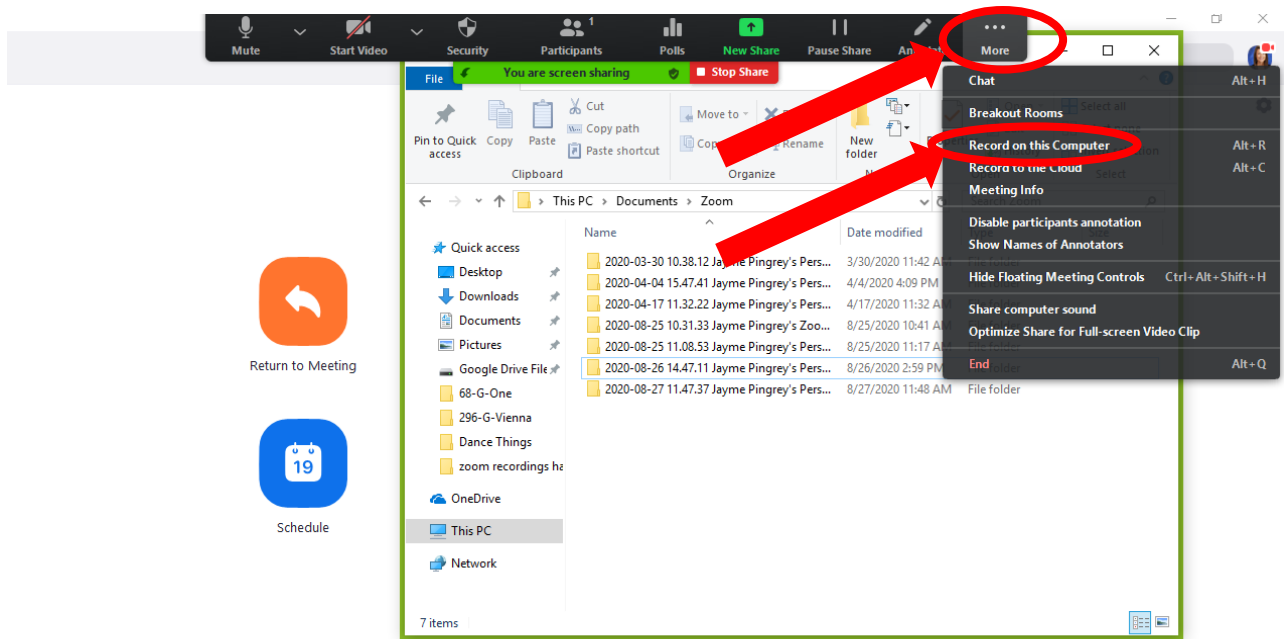 1
Mute Start Video Security Participants Polls New Share Pause Share More
You are screen sharing Stop Share
File
Chat Alt+H
Breakout Rooms
Record on this Computer Alt+R
Record to the Cloud Alt+C
Meeting Info
Disable participants annotation
Show Names of Annotators
Hide Floating Meeting Controls Ctrl+Alt+Shift+H
Share computer sound
Optimize Share for Full-screen Video Clip
End Alt+Q
Pin to Quick access
Copy
Paste
Cut
Copy path
Paste shortcut
Clipboard
Move to
Rename
Organize
New folder
Select all
Select
This PC > Documents > Zoom
Search Zoom
Name Date modified
Quick access
Desktop
Downloads
Documents
Pictures
Google Drive File
68-G-One
296-G-Vienna
Dance Things
zoom recordings ha
OneDrive
This PC
Network
2020-03-30 10.38.12 Jayme Pingrey's Pers... 3/30/2020 11:42 AM
2020-04-04 15.47.41 Jayme Pingrey's Pers... 4/4/2020 4:09 PM
2020-04-17 11.32.22 Jayme Pingrey's Pers... 4/17/2020 11:32 AM
2020-08-25 10.31.33 Jayme Pingrey's Zoo... 8/25/2020 10:41 AM
2020-08-25 11.08.53 Jayme Pingrey's Pers... 8/25/2020 11:17 AM
2020-08-26 14.47.11 Jayme Pingrey's Pers... 8/26/2020 2:59 PM
2020-08-27 11.47.37 Jayme Pingrey's Pers... 8/27/2020 11:48 AM File folder
7 items
Return to Meeting
19
Schedule